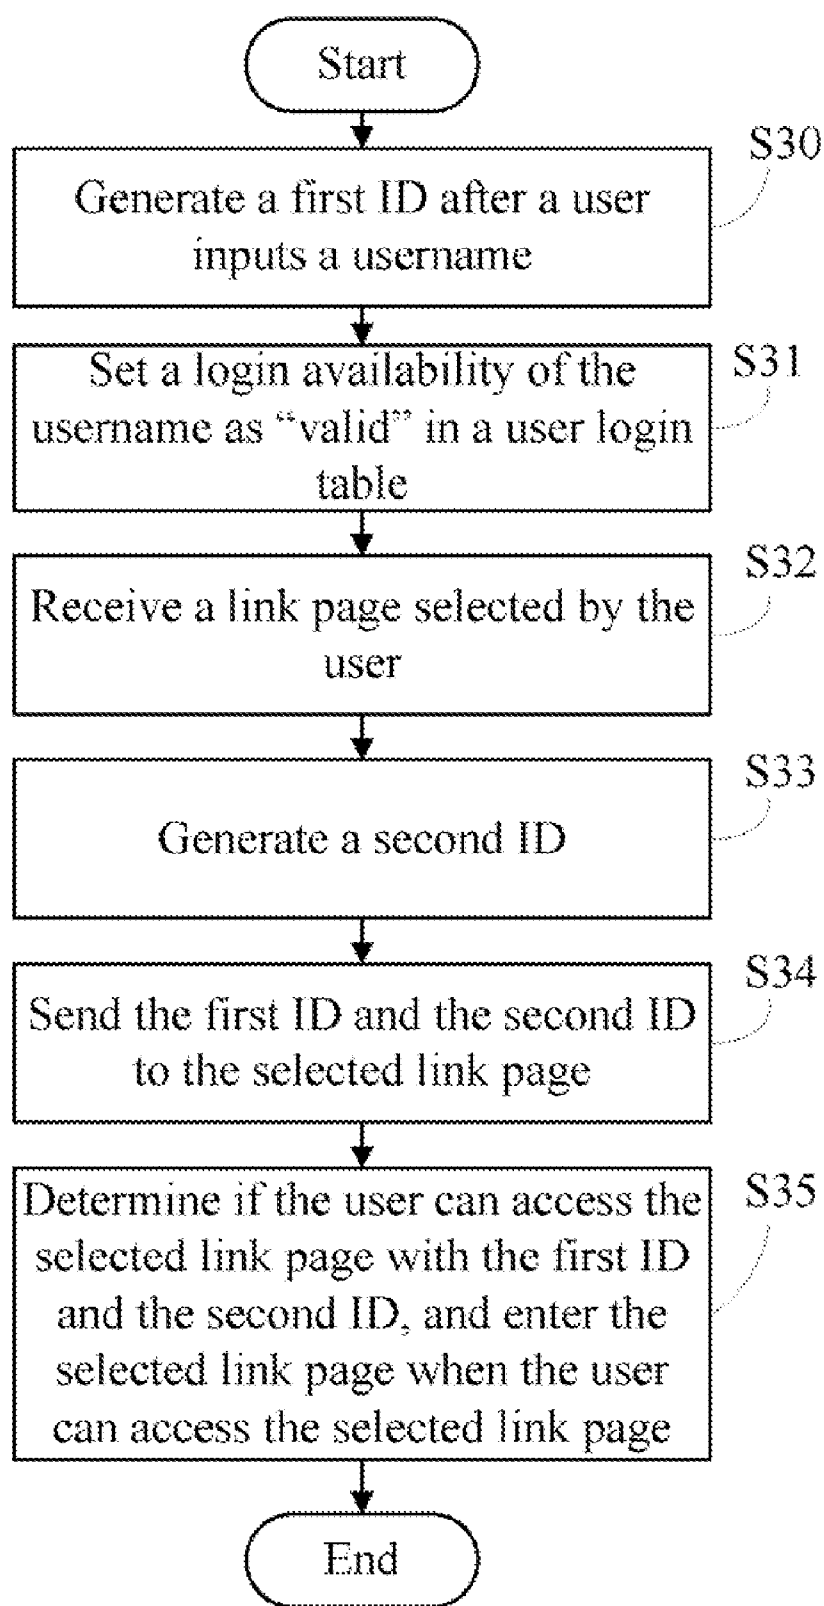 Start
S30
Generate a first ID after a user
inputs a username
S31
Set a login availability of the
username as “valid” in a user login
table
S32
Receive a link page selected by the
user
S33
Generate a second ID
S34
Send the first ID and the second ID
to the selected link page
S35
Determine if the user can access the
selected link page with the first ID
and the second ID, and enter the
selected link page when the user
can access the selected link page
End